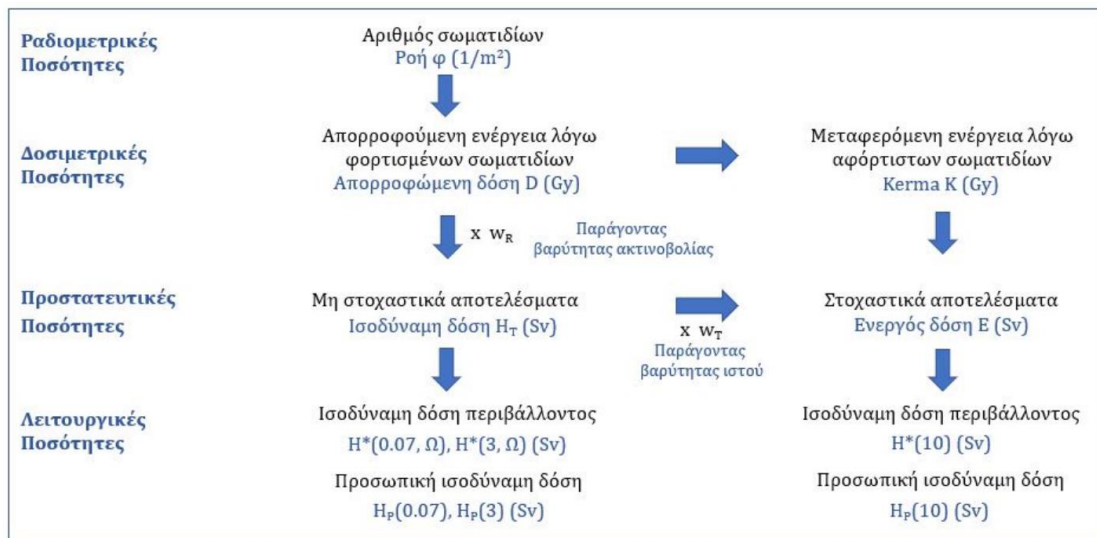 Ραδιομετρικές
Ποσότητες
Αριθμός σωματιδίων
Ροή φ (1/m²)
Δοσιμετρικές
Ποσότητες
Απορροφούμενη ενέργεια λόγω
φορτισμένων σωματιδίων
Απορροφώμενη δόση D (Gy)
Μεταφερόμενη ενέργεια λόγω
αφόρτιστων σωματιδίων
Kerma K (Gy)
x w_R
Παράγοντας
βαρύτητας ακτινοβολίας
Προστατευτικές
Ποσότητες
Μη στοχαστικά αποτελέσματα
Ισοδύναμη δόση H_T (Sv)
x w_T
Παράγοντας
βαρύτητας ιστού
Στοχαστικά αποτελέσματα
Ενεργός δόση E (Sv)
Λειτουργικές
Ποσότητες
Ισοδύναμη δόση περιβάλλοντος
H*(0.07, Ω), H*(3, Ω) (Sv)
Προσωπική ισοδύναμη δόση
H_P(0.07), H_P(3) (Sv)
Ισοδύναμη δόση περιβάλλοντος
H*(10) (Sv)
Προσωπική ισοδύναμη δόση
H_P(10) (Sv)